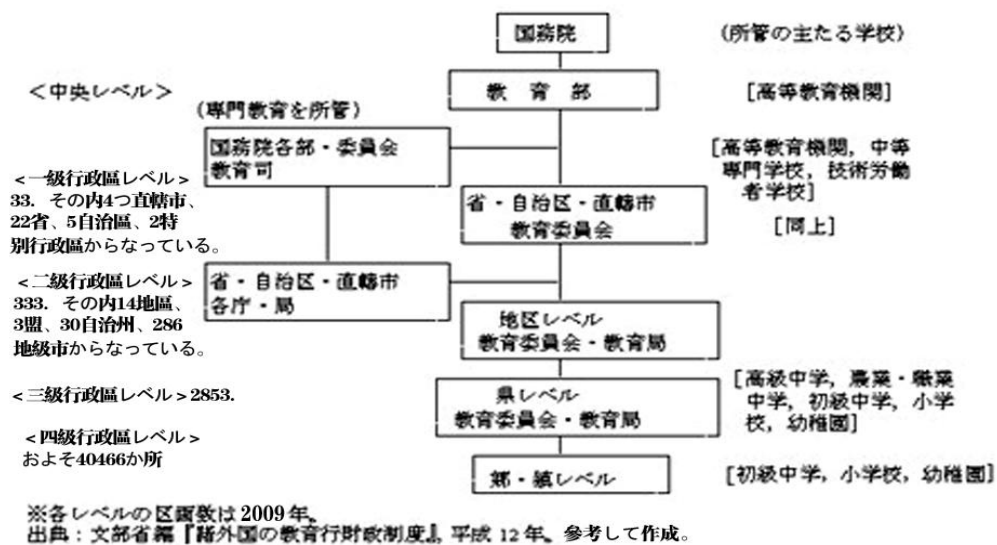 国務院
(所管の主たる学校)
<中央レベル>
教育部
[高等教育機関]
(専門教育を所管)
国務院各部・委員会
教育司
[高等教育機関, 中等
専門学校, 技術労働
者学校]
<一級行政區レベル>
33. その内4つ直轄市、
22省、5自治區、2特
別行政區からなっている。
省・自治区・直轄市
教育委員会
[同上]
<二級行政區レベル>
333. その内14地區、
3盟、30自治州、286
地級市からなっている。
省・自治区・直轄市
各庁・局
地区レベル
教育委員会・教育局
<三級行政區レベル>2853.
県レベル
教育委員会・教育局
[高級中学, 農業・職業
中学, 初級中学, 小学
校, 幼稚園]
<四級行政區レベル>
およそ40466か所
郷・鎮レベル
[初級中学, 小学校, 幼稚園]
※各レベルの区画数は2009年。
出典：文部省編『諸外国の教育行財政制度』, 平成 12 年。參考して作成。